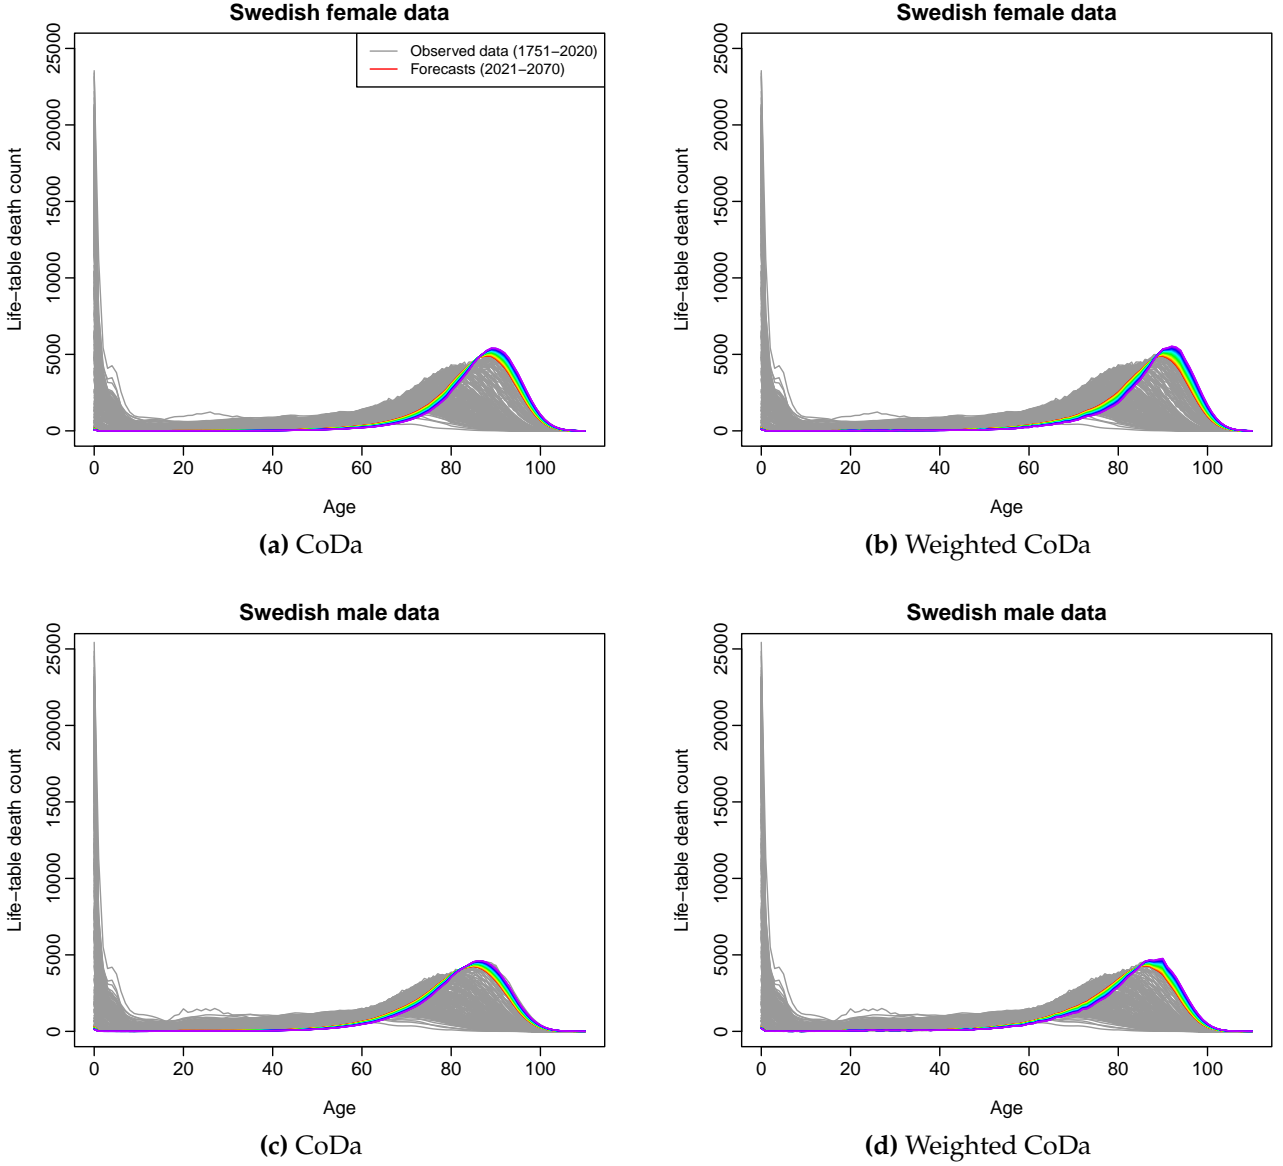 Swedish female data
Life−table death count
25000
20000
15000
10000
5000
0
Observed data (1751−2020)
Forecasts (2021−2070)
0 20 40 60 80 100
Age
(a) CoDa
Swedish female data
Life−table death count
25000
20000
15000
10000
5000
0
0 20 40 60 80 100
Age
(b) Weighted CoDa
Swedish male data
Life−table death count
25000
20000
15000
10000
5000
0
0 20 40 60 80 100
Age
(c) CoDa
Swedish male data
Life−table death count
25000
20000
15000
10000
5000
0
0 20 40 60 80 100
Age
(d) Weighted CoDa